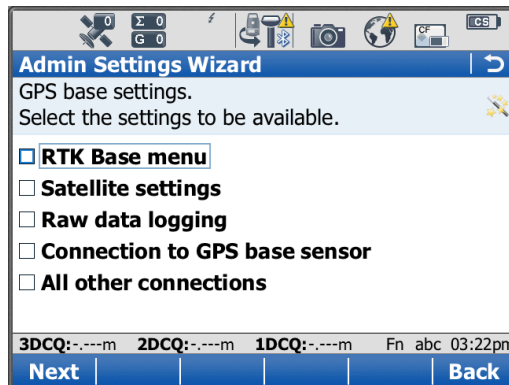 0 Σ 0
G 0
CF
CS
Admin Settings Wizard
GPS base settings.
Select the settings to be available.
RTK Base menu
Satellite settings
Raw data logging
Connection to GPS base sensor
All other connections
3DCQ:-.---m 2DCQ:-.---m 1DCQ:-.---m Fn abc 03:22pm
Next Back